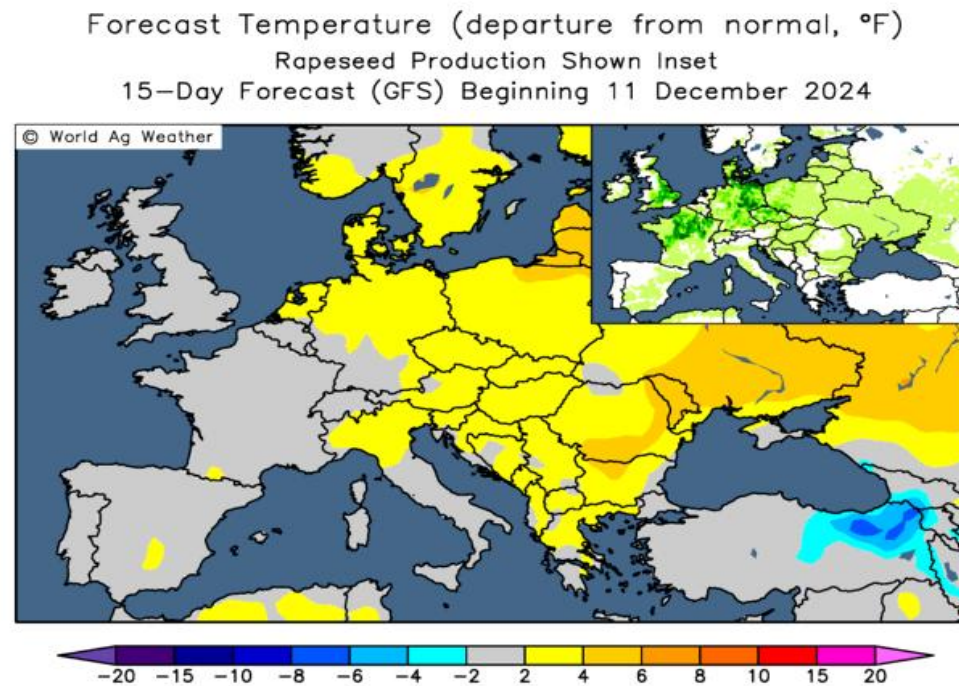 Forecast Temperature (departure from normal, °F)
Rapeseed Production Shown Inset
15-Day Forecast (GFS) Beginning 11 December 2024
© World Ag Weather
-20 -15 -10 -8 -6 -4 -2 2 4 6 8 10 15 20